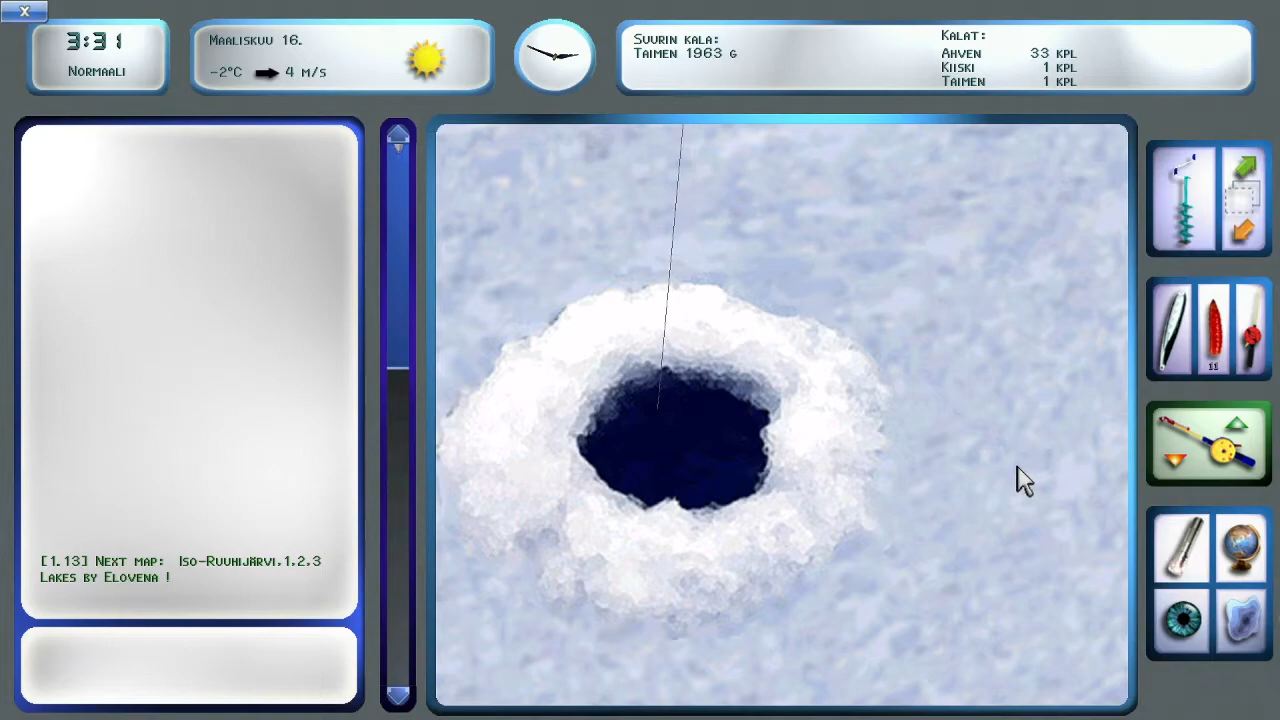 X
3:31
Normaali
Maaliskuu 16.
-2°C 4 m/s
Suurin kala:
Taimen 1963 g
Kalat:
Ahven 33 kpl
Kiiski 1 kpl
Taimen 1 kpl
11
[1.13] Next map: Iso-Ruuhijärvi,1,2,3
Lakes by Elovena !